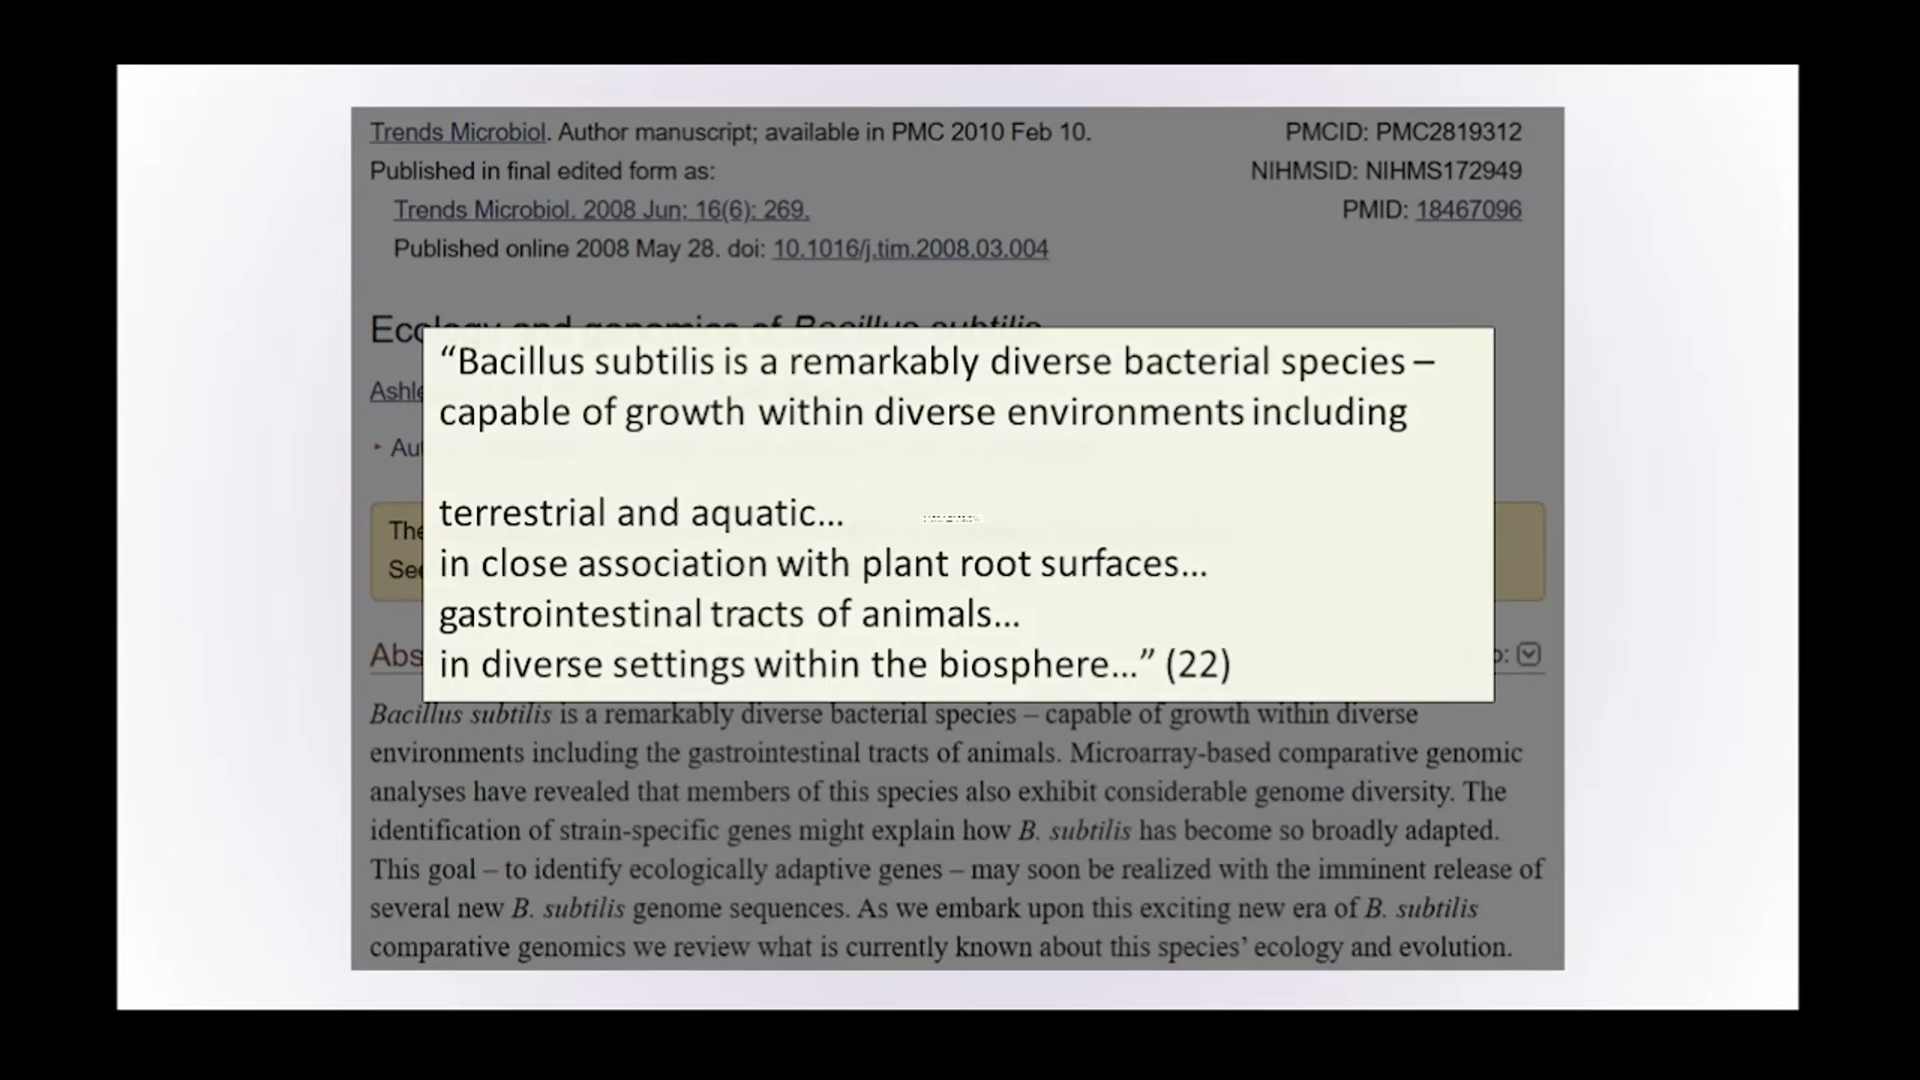 Trends Microbiol. Author manuscript; available in PMC 2010 Feb 10.
PMCID: PMC2819312
Published in final edited form as:
NIHMSID: NIHMS172949
Trends Microbiol. 2008 Jun; 16(6): 269.
PMID: 18467096
Published online 2008 May 28. doi: 10.1016/j.tim.2008.03.004
Ecology and genomics of Bacillus subtilis
“Bacillus subtilis is a remarkably diverse bacterial species –
capable of growth within diverse environments including
terrestrial and aquatic...
in close association with plant root surfaces...
gastrointestinal tracts of animals...
in diverse settings within the biosphere...” (22)
Bacillus subtilis is a remarkably diverse bacterial species – capable of growth within diverse
environments including the gastrointestinal tracts of animals. Microarray-based comparative genomic
analyses have revealed that members of this species also exhibit considerable genome diversity. The
identification of strain-specific genes might explain how B. subtilis has become so broadly adapted.
This goal – to identify ecologically adaptive genes – may soon be realized with the imminent release of
several new B. subtilis genome sequences. As we embark upon this exciting new era of B. subtilis
comparative genomics we review what is currently known about this species’ ecology and evolution.